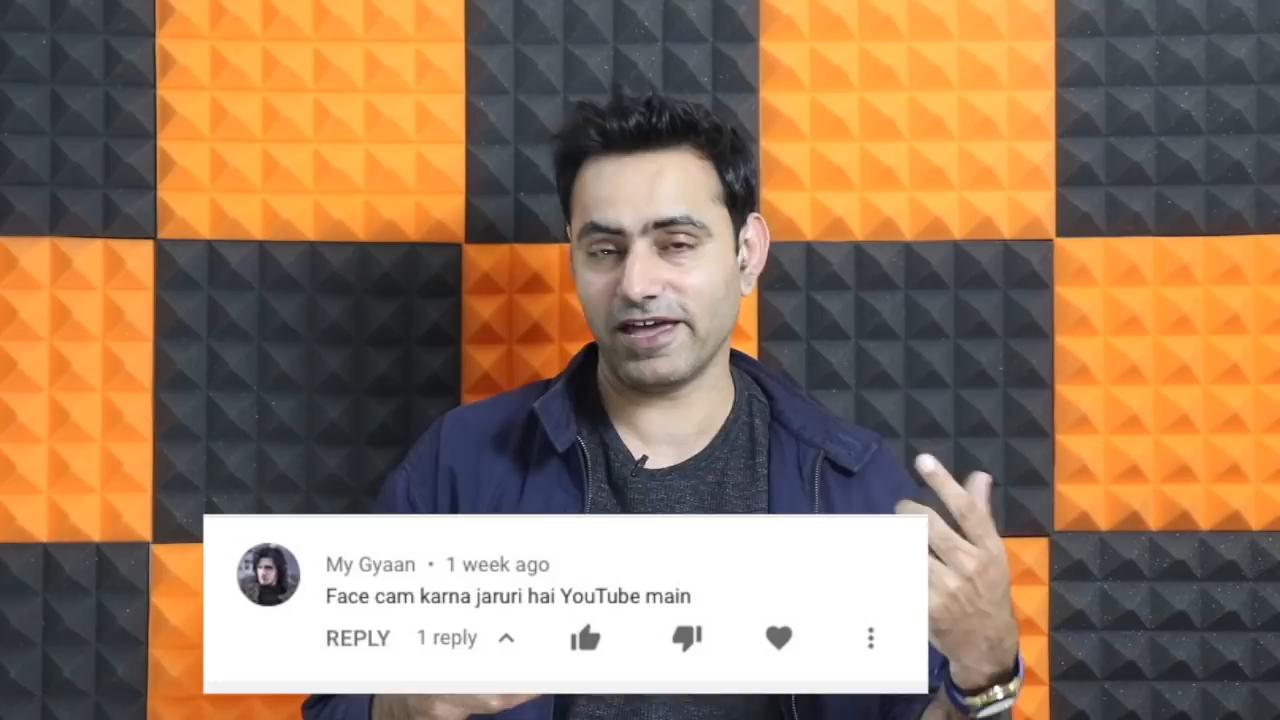 My Gyaan • 1 week ago
Face cam karna jaruri hai YouTube main
REPLY 1 reply